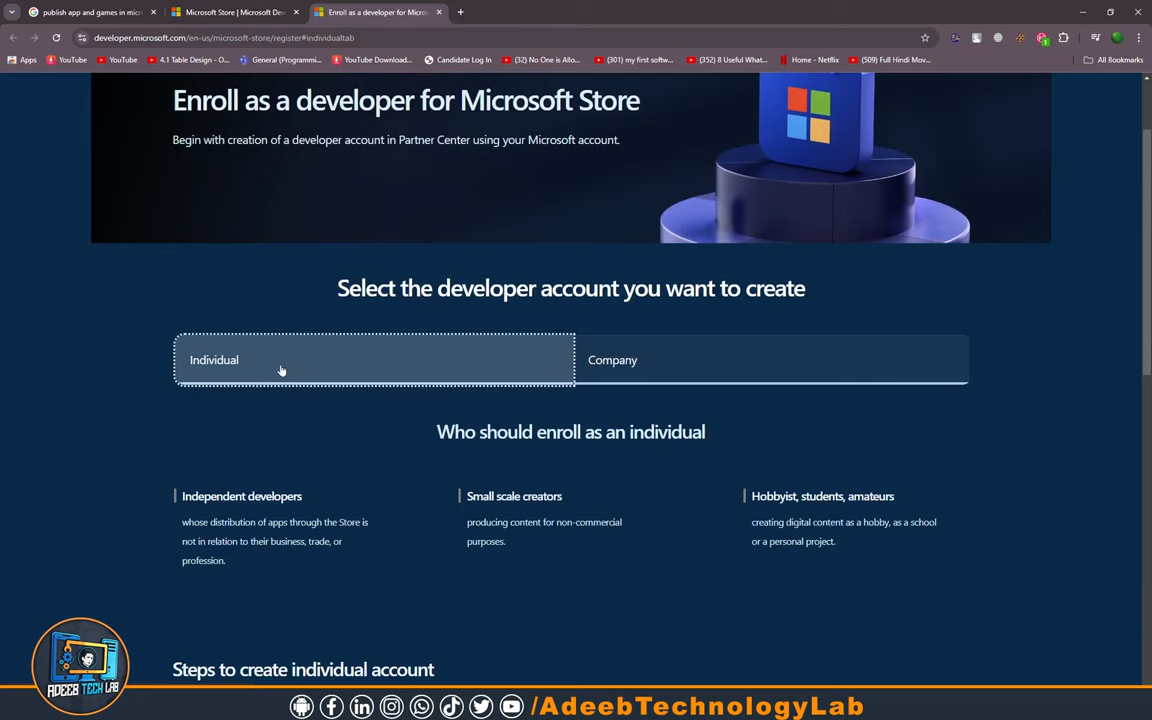 publish app and games in micro
Microsoft Store | Microsoft Dev
Enroll as a developer for Micros
developer.microsoft.com/en-us/microsoft-store/register#individualtab
Apps
YouTube
YouTube
4.1 Table Design - O...
General (Programmi...
YouTube Download...
Candidate Log In
(32) No One is Allo...
(301) my first softw...
(352) 8 Useful What...
Home - Netflix
(509) Full Hindi Mov...
All Bookmarks
Enroll as a developer for Microsoft Store
Begin with creation of a developer account in Partner Center using your Microsoft account.
Select the developer account you want to create
Individual
Company
Who should enroll as an individual
Independent developers
whose distribution of apps through the Store is
not in relation to their business, trade, or
profession.
Small scale creators
producing content for non-commercial
purposes.
Hobbyist, students, amateurs
creating digital content as a hobby, as a school
or a personal project.
Steps to create individual account
ADEEB TECH LAB
/AdeebTechnologyLab